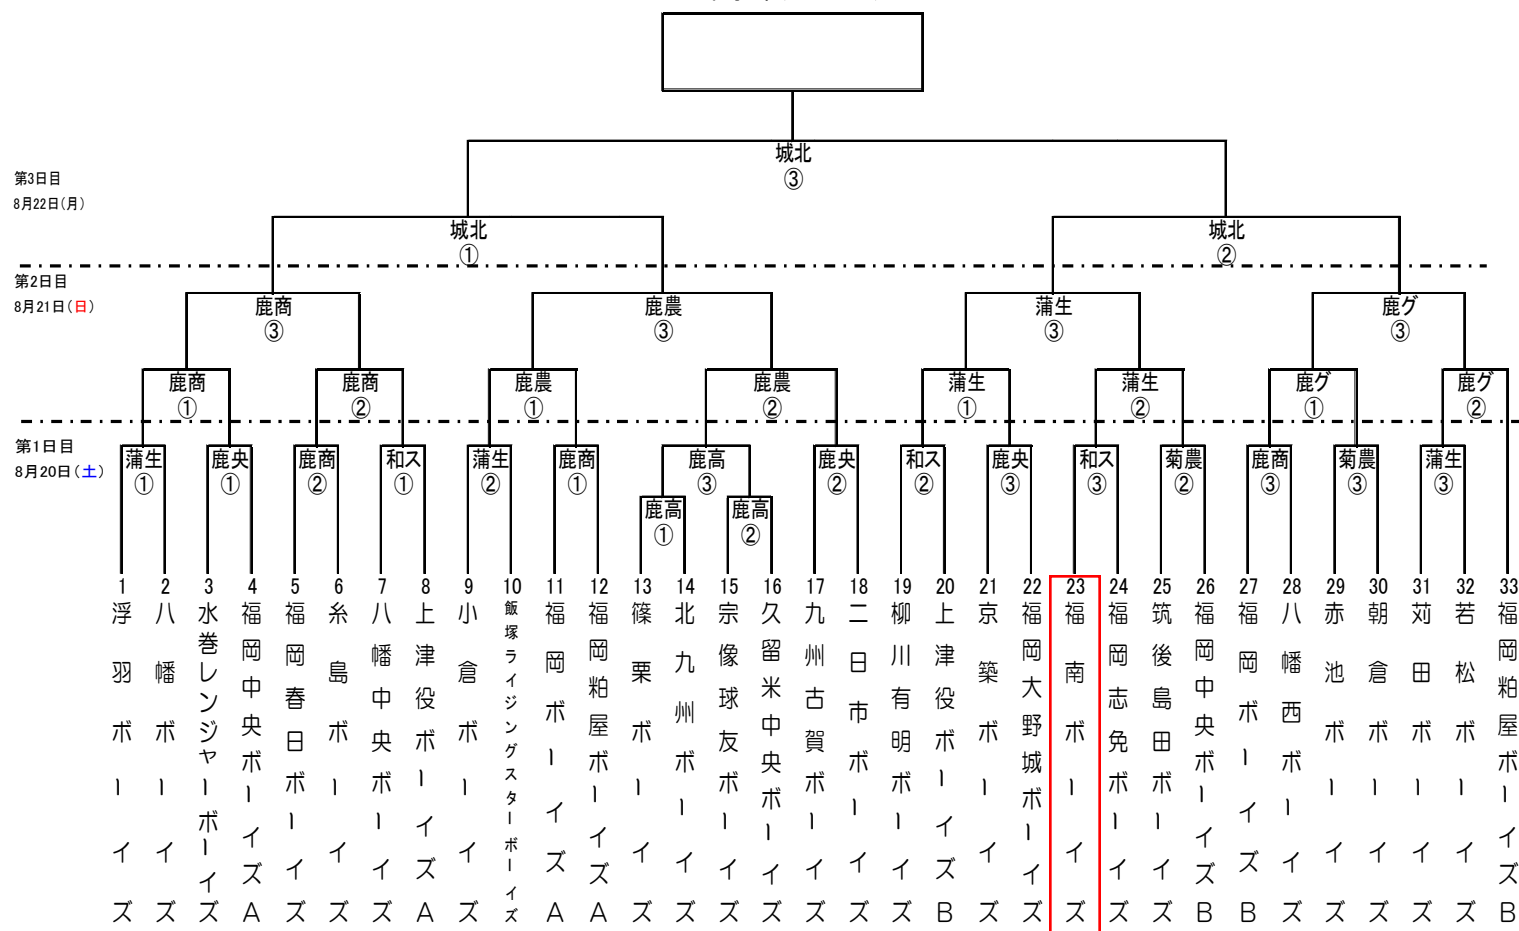 城北
③
第3日目
8月22日(月)
城北
①
城北
②
第2日目
8月21日(日)
鹿商
③
鹿農
③
蒲生
③
鹿グ
③
鹿商
①
鹿商
②
鹿農
①
鹿農
②
蒲生
①
蒲生
②
鹿グ
①
鹿グ
②
第1日目
8月20日(土)
蒲生
①
鹿央
①
鹿商
②
和ス
①
蒲生
②
鹿商
①
鹿高
③
鹿央
②
和ス
②
鹿央
③
和ス
③
菊農
②
鹿商
③
菊農
③
蒲生
③
鹿高
①
鹿高
②
1 浮羽ボーイズ
2 八幡ボーイズ
3 水巻レンジャーボーイズ
4 福岡中央ボーイズA
5 福岡春日ボーイズ
6 糸島ボーイズ
7 八幡中央ボーイズ
8 上津役ボーイズA
9 小倉ボーイズ
10 飯塚ライジングスターボーイズ
11 福岡ボーイズA
12 福岡粕屋ボーイズA
13 篠栗ボーイズ
14 北九州ボーイズ
15 宗像球友ボーイズ
16 久留米中央ボーイズ
17 九州古賀ボーイズ
18 二日市ボーイズ
19 柳川有明ボーイズ
20 上津役ボーイズB
21 京築ボーイズ
22 福岡大野城ボーイズ
23 福南ボーイズ
24 福岡志免ボーイズ
25 筑後島田ボーイズ
26 福岡中央ボーイズB
27 福岡ボーイズB
28 八幡西ボーイズ
29 赤池ボーイズ
30 朝倉ボーイズ
31 苅田ボーイズ
32 若松ボーイズ
33 福岡粕屋ボーイズB